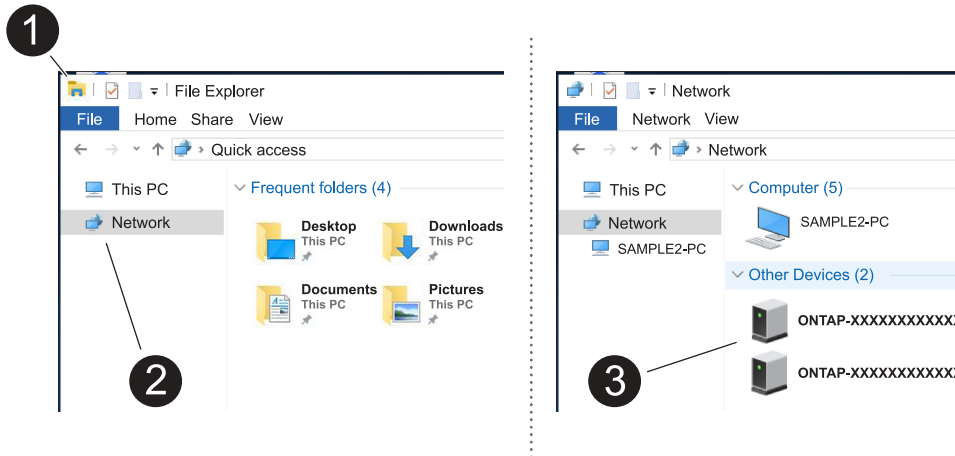 1
File Explorer
File Home Share View
Quick access
This PC
Network
Frequent folders (4)
Desktop
This PC
Downloads
This PC
Documents
This PC
Pictures
This PC
2
Network
File Network View
Network
This PC
Network
SAMPLE2-PC
Computer (5)
SAMPLE2-PC
Other Devices (2)
ONTAP-XXXXXXXXXXXX
ONTAP-XXXXXXXXXXXX
3